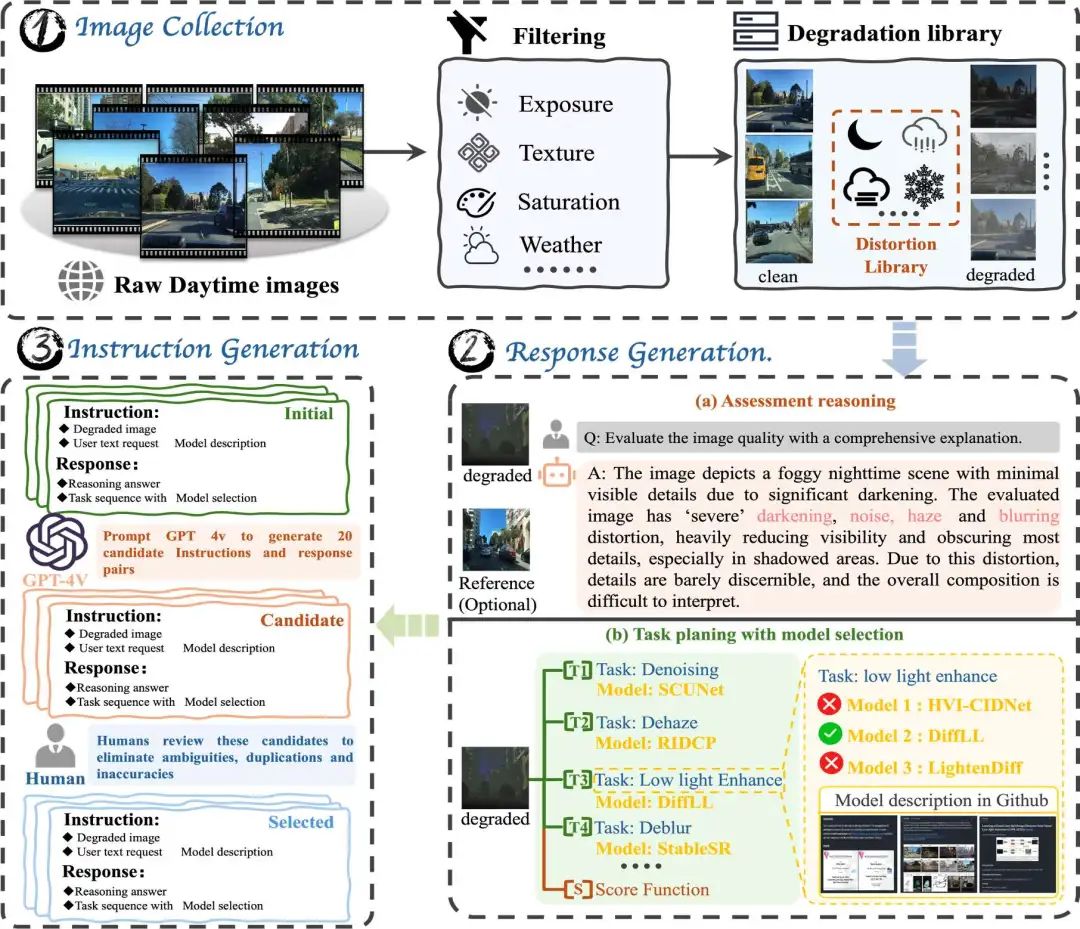 1 Image Collection
Filtering
Degradation library
Exposure
Texture
Saturation
Weather
Raw Daytime images
clean
Distortion
Library
degraded
3 Instruction Generation
Instruction:
Initial
Degraded image
User text request Model description
Response:
Reasoning answer
Task sequence with Model selection
GPT-4V
Prompt GPT 4v to generate 20
candidate Instructions and response
pairs
Instruction:
Candidate
Degraded image
User text request Model description
Response:
Reasoning answer
Task sequence with Model selection
Human
Humans review these candidates to
eliminate ambiguities, duplications and
inaccuracies
Instruction:
Selected
Degraded image
User text request Model description
Response:
Reasoning answer
Task sequence with Model selection
2 Response Generation.
(a) Assessment reasoning
degraded
Q: Evaluate the image quality with a comprehensive explanation.
A: The image depicts a foggy nighttime scene with minimal
visible details due to significant darkening. The evaluated
image has ‘severe’ darkening, noise, haze and blurring
distortion, heavily reducing visibility and obscuring most
details, especially in shadowed areas. Due to this distortion,
details are barely discernible, and the overall composition is
difficult to interpret.
Reference
(Optional)
(b) Task planing with model selection
degraded
[T1] Task: Denoising
Model: SCUNet
[T2] Task: Dehaze
Model: RIDCP
[T3] Task: Low light Enhance
Model: DiffLL
[T4] Task: Deblur
Model: StableSR
[S] Score Function
Task: low light enhance
Model 1 : HVI-CIDNet
Model 2 : DiffLL
Model 3 : LightenDiff
Model description in Github